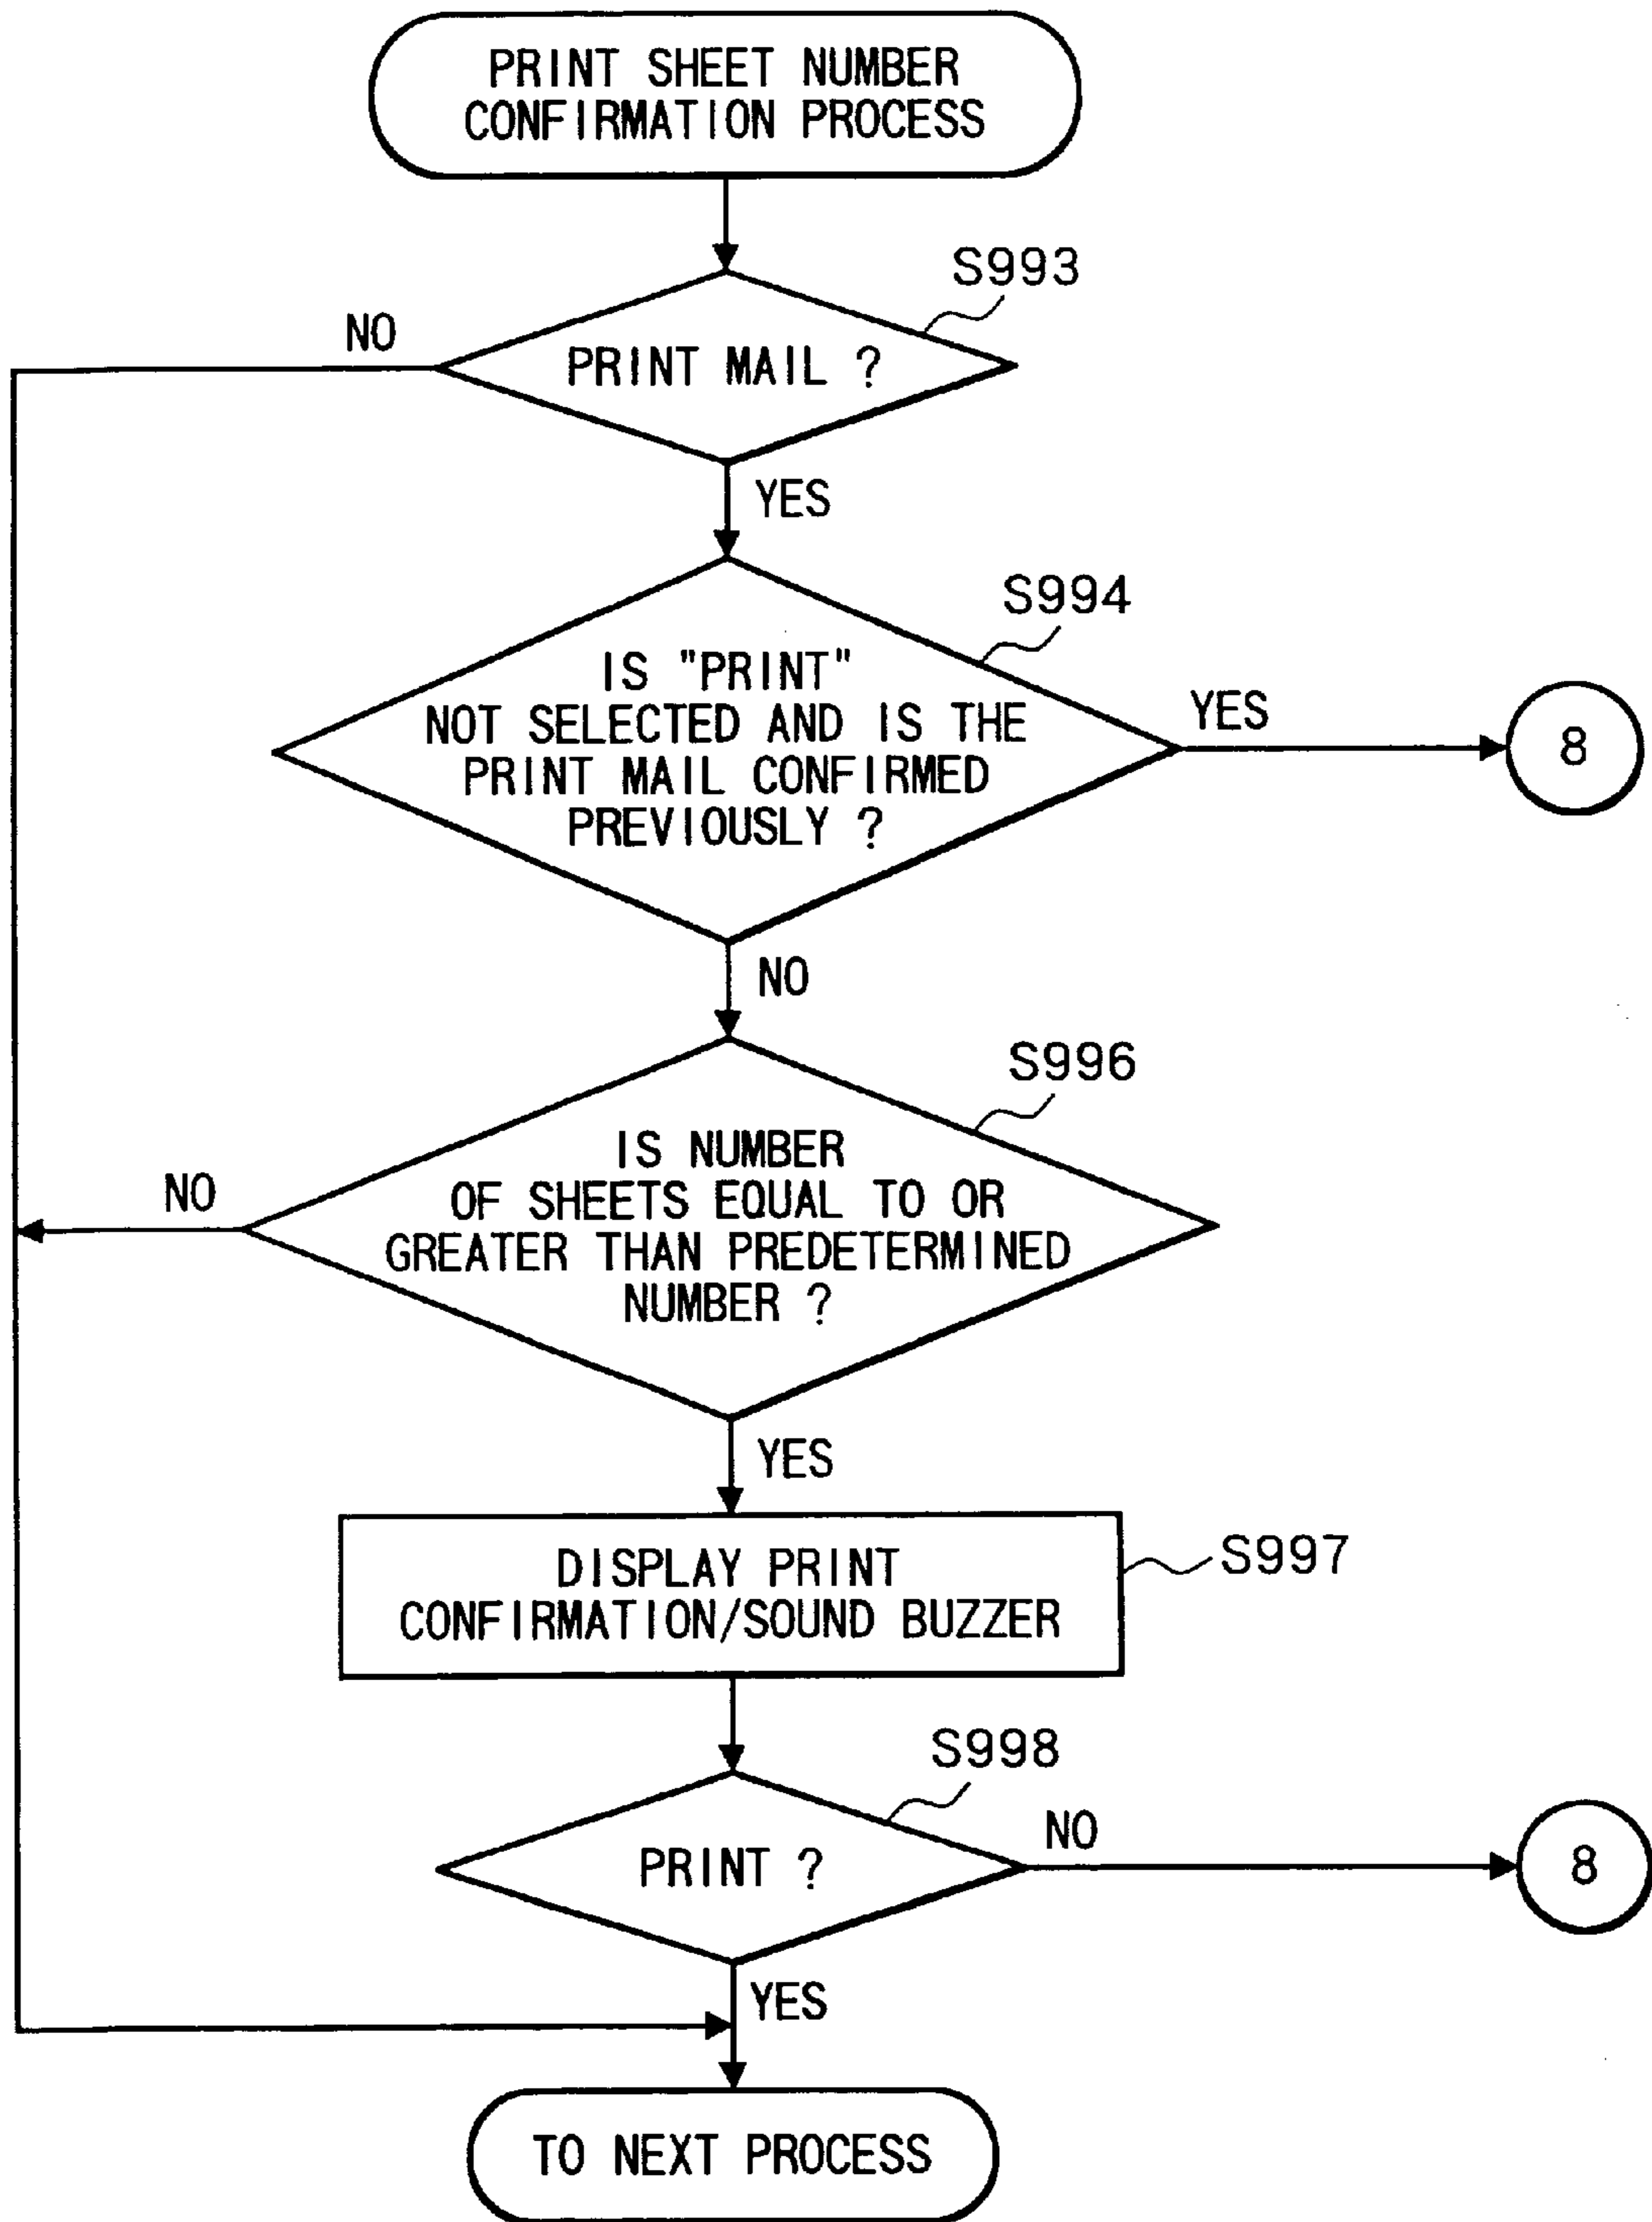 PRINT SHEET NUMBER
CONFIRMATION PROCESS
S993
NO
PRINT MAIL ?
YES
S994
IS "PRINT"
NOT SELECTED AND IS THE
PRINT MAIL CONFIRMED
PREVIOUSLY ?
YES
8
NO
S996
IS NUMBER
OF SHEETS EQUAL TO OR
GREATER THAN PREDETERMINED
NUMBER ?
NO
YES
DISPLAY PRINT
CONFIRMATION/SOUND BUZZER
S997
S998
PRINT ?
NO
8
YES
TO NEXT PROCESS